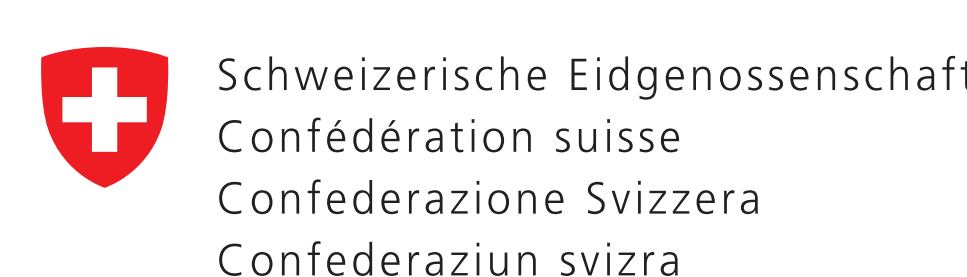 Schweizerische Eidgenossenschaft
Confédération suisse
Confederazione Svizzera
Confederaziun svizra